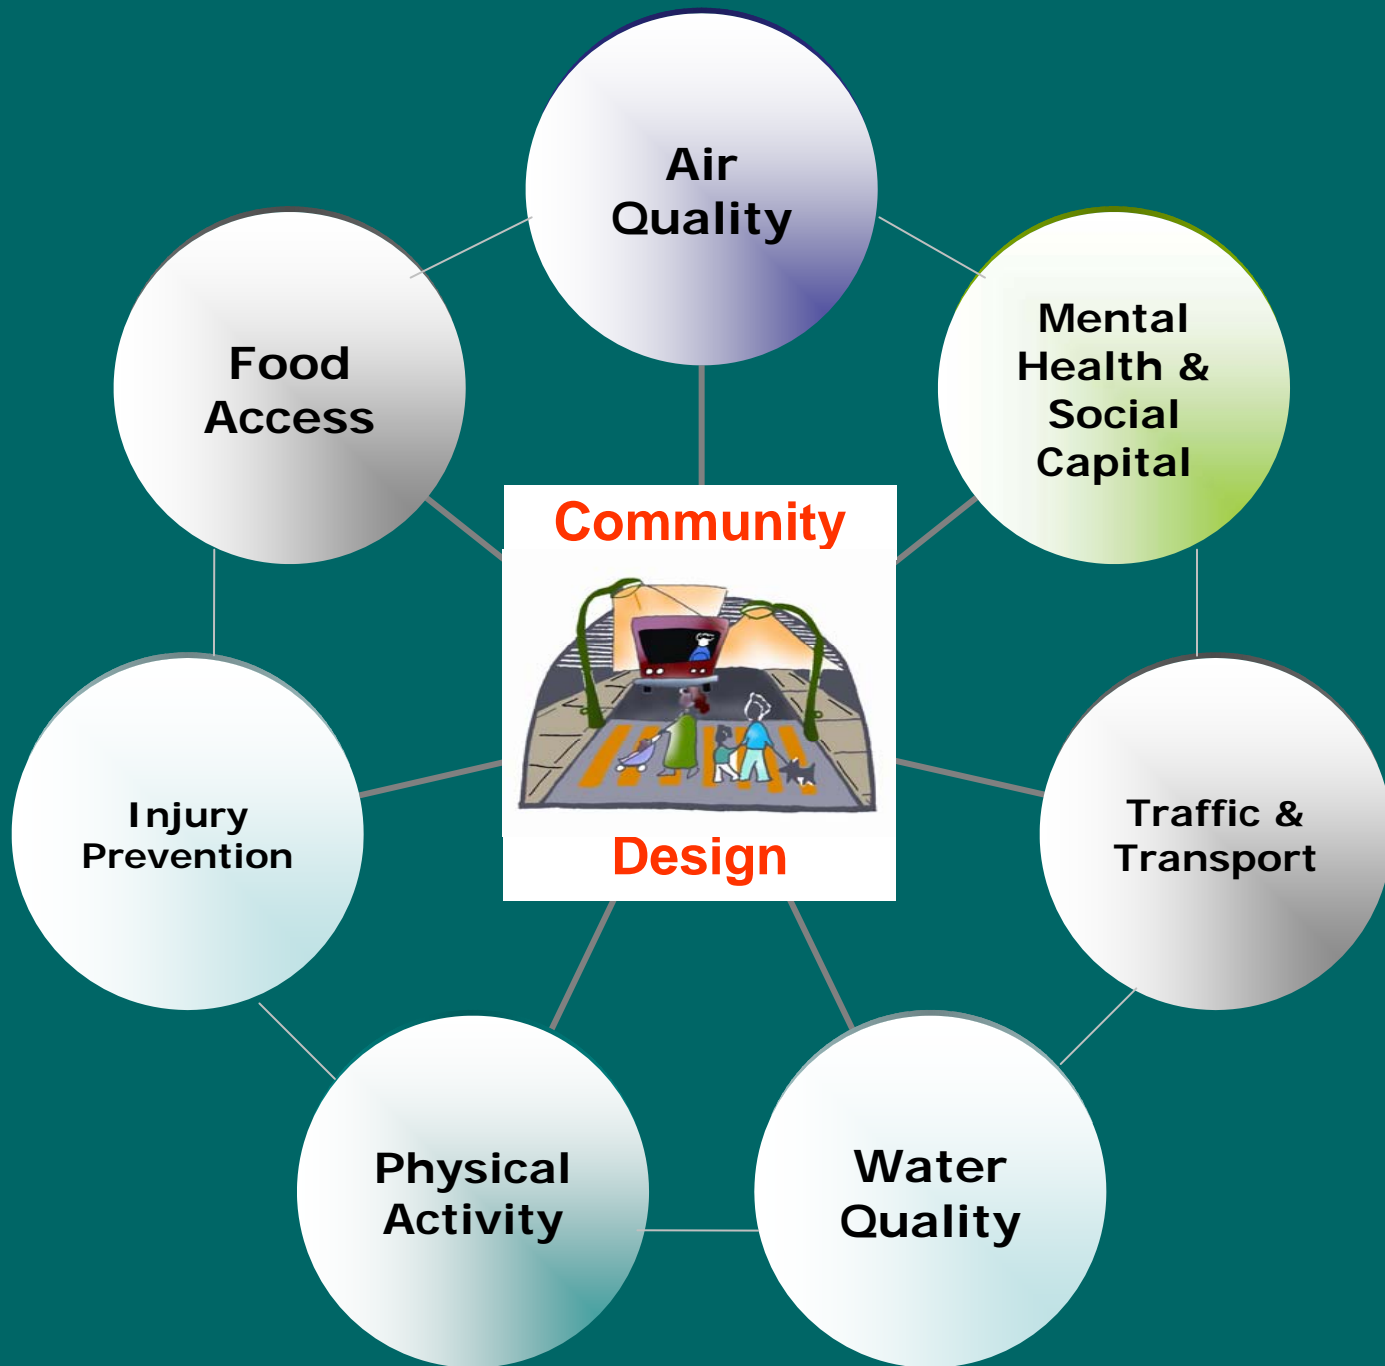 Air
Quality
Mental
Health &
Social
Capital
Food
Access
Community
Design
Injury
Prevention
Traffic &
Transport
Physical
Activity
Water
Quality